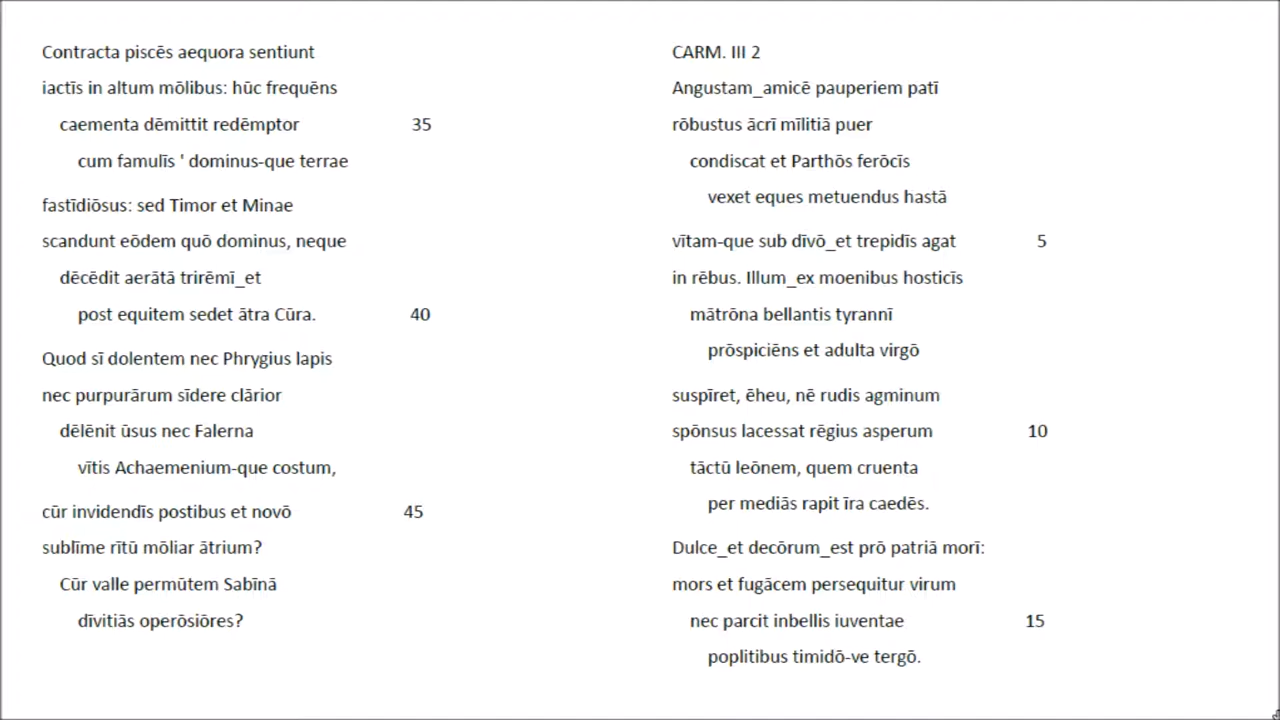 Contracta piscēs aequora sentiunt
iactīs in altum mōlibus: hūc frequēns
caementa dēmittit redēmptor 35
cum famulīs ' dominus-que terrae
fastīdiōsus: sed Timor et Minae
scandunt eōdem quō dominus, neque
dēcēdit aerātā trirēmī_et
post equitem sedet ātra Cūra. 40
Quod sī dolentem nec Phrygius lapis
nec purpurārum sīdere clārior
dēlēnit ūsus nec Falerna
vītis Achaemenium-que costum,
cūr invidendīs postibus et novō 45
sublīme rītū mōliar ātrium?
Cūr valle permūtem Sabīnā
dīvitiās operōsiōres?
CARM. III 2
Angustam_amicē pauperiem patī
rōbustus ācrī mīlitiā puer
condiscat et Parthōs ferōcīs
vexet eques metuendus hastā
vītam-que sub dīvō_et trepidīs agat 5
in rēbus. Illum_ex moenibus hosticīs
mātrōna bellantis tyrannī
prōspiciēns et adulta virgō
suspīret, ēheu, nē rudis agminum
spōnsus lacessat rēgius asperum 10
tāctū leōnem, quem cruenta
per mediās rapit īra caedēs.
Dulce_et decōrum_est prō patriā morī:
mors et fugācem persequitur virum
nec parcit inbellis iuventae 15
poplitibus timidō-ve tergō.